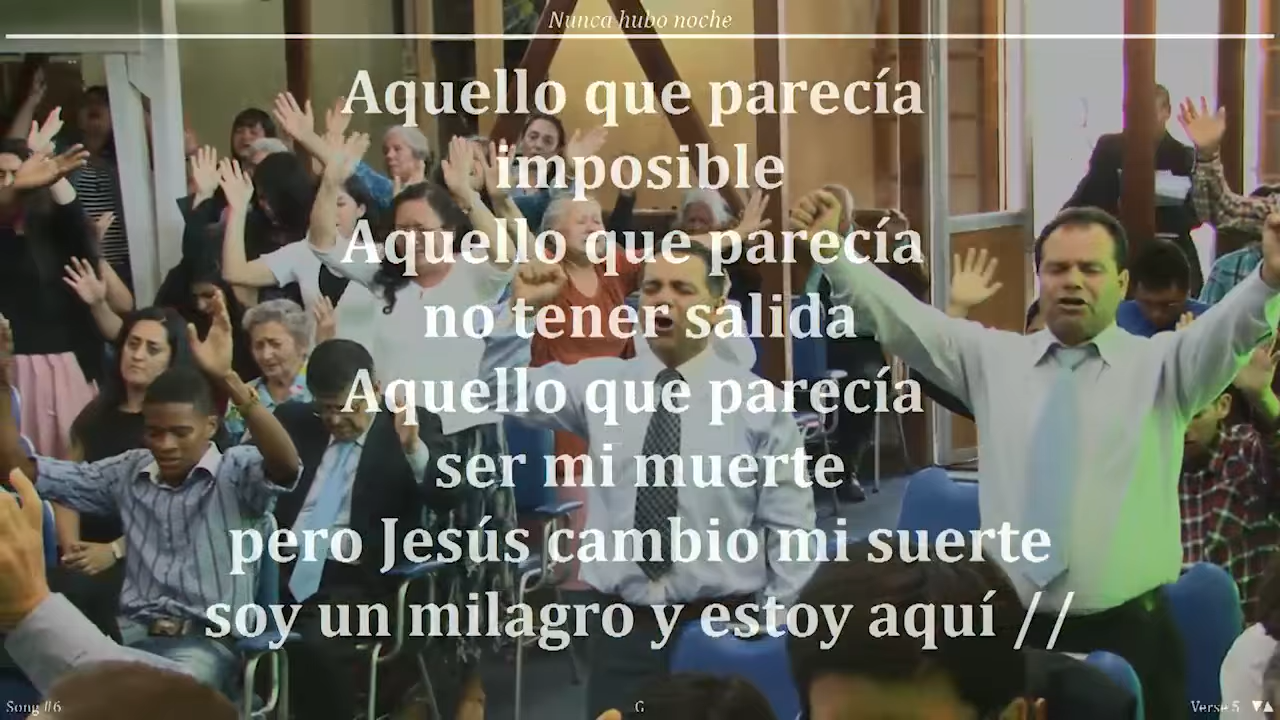 Nunca hubo noche
Aquello que parecía
imposible
Aquello que parecía
no tener salida
Aquello que parecía
ser mi muerte
pero Jesús cambio mi suerte
soy un milagro y estoy aquí //
Song #6
G
Verse 5 ▼▲